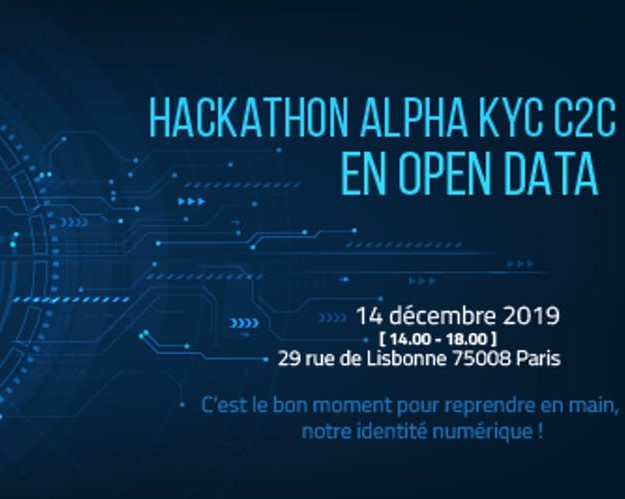 HACKATHON ALPHA KYC C2C
EN OPEN DATA
14 décembre 2019
[ 14.00 - 18.00 ]
29 rue de Lisbonne 75008 Paris
C'est le bon moment pour reprendre en main,
notre identité numérique !